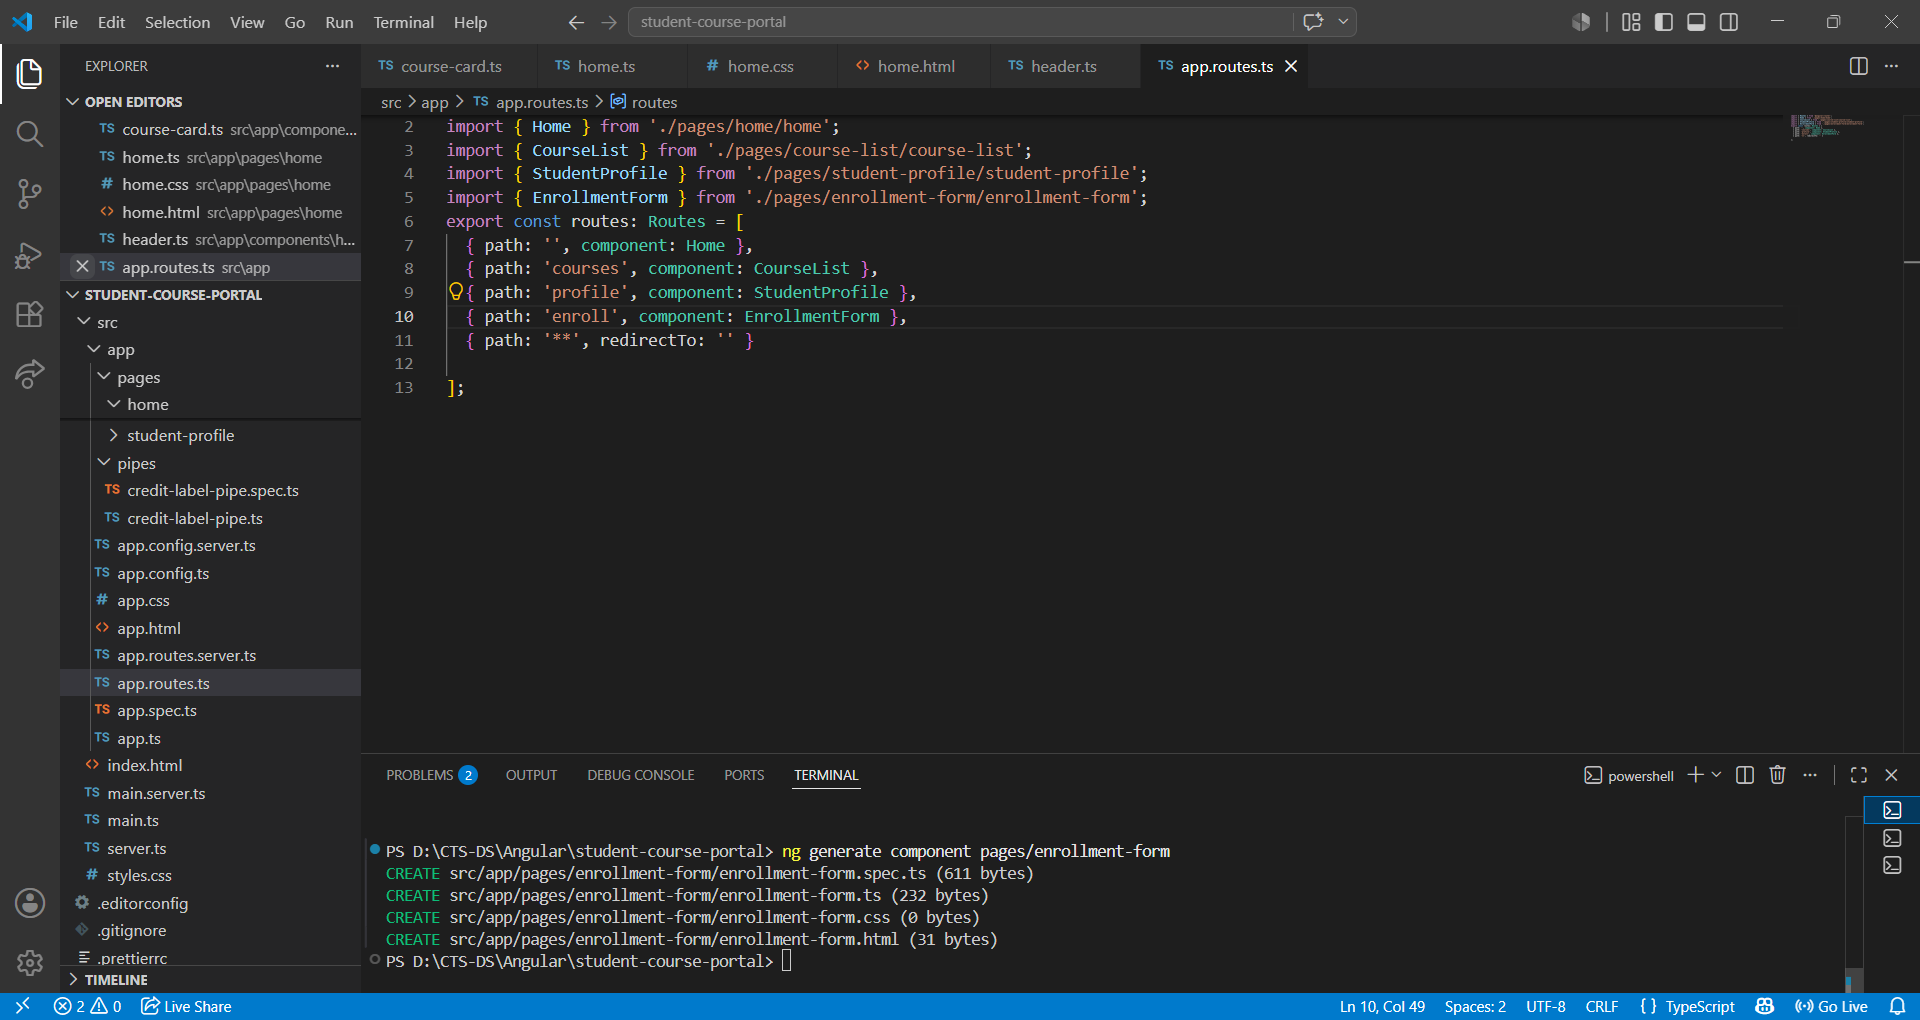 File Edit Selection View Go Run Terminal Help
student-course-portal
EXPLORER
OPEN EDITORS
TS course-card.ts src\app\compone...
TS home.ts src\app\pages\home
# home.css src\app\pages\home
<> home.html src\app\pages\home
TS header.ts src\app\components\h...
TS app.routes.ts src\app
STUDENT-COURSE-PORTAL
src
app
pages
home
student-profile
pipes
TS credit-label-pipe.spec.ts
TS credit-label-pipe.ts
TS app.config.server.ts
TS app.config.ts
# app.css
<> app.html
TS app.routes.server.ts
TS app.routes.ts
TS app.spec.ts
TS app.ts
<> index.html
TS main.server.ts
TS main.ts
TS server.ts
# styles.css
.editorconfig
.gitignore
.prettierrc
TIMELINE
TS course-card.ts TS home.ts # home.css <> home.html TS header.ts TS app.routes.ts
src > app > TS app.routes.ts > routes
2 import { Home } from './pages/home/home';
3 import { CourseList } from './pages/course-list/course-list';
4 import { StudentProfile } from './pages/student-profile/student-profile';
5 import { EnrollmentForm } from './pages/enrollment-form/enrollment-form';
6 export const routes: Routes = [
7 { path: '', component: Home },
8 { path: 'courses', component: CourseList },
9 { path: 'profile', component: StudentProfile },
10 { path: 'enroll', component: EnrollmentForm },
11 { path: '**', redirectTo: '' }
12
13 ];
PROBLEMS 2 OUTPUT DEBUG CONSOLE PORTS TERMINAL
powershell
PS D:\CTS-DS\Angular\student-course-portal> ng generate component pages/enrollment-form
CREATE src/app/pages/enrollment-form/enrollment-form.spec.ts (611 bytes)
CREATE src/app/pages/enrollment-form/enrollment-form.ts (232 bytes)
CREATE src/app/pages/enrollment-form/enrollment-form.css (0 bytes)
CREATE src/app/pages/enrollment-form/enrollment-form.html (31 bytes)
PS D:\CTS-DS\Angular\student-course-portal>
2 0 Live Share
Ln 10, Col 49 Spaces: 2 UTF-8 CRLF {} TypeScript Go Live